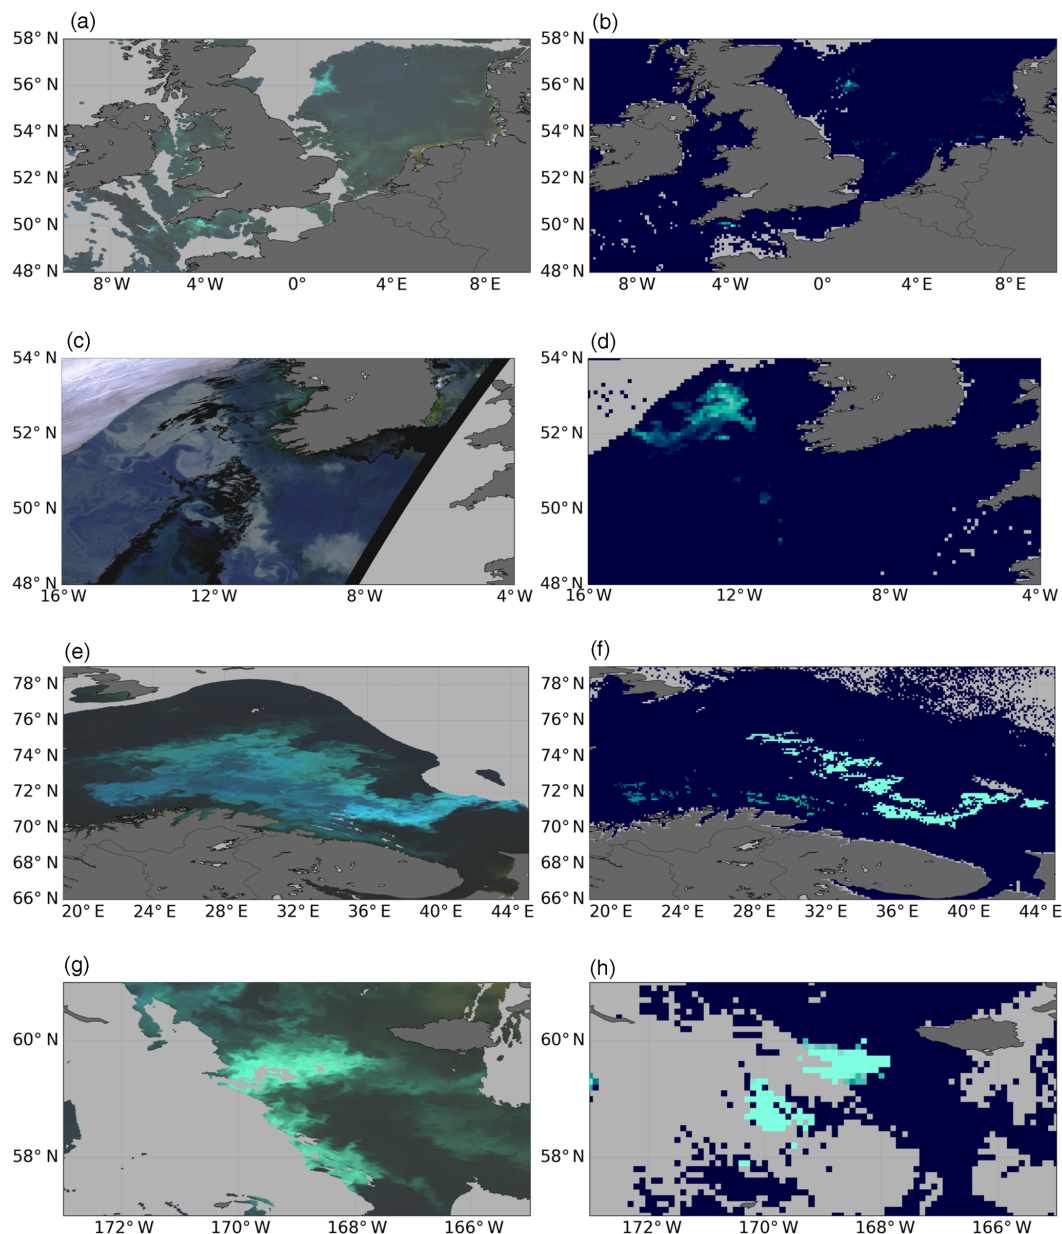 (a)
(b)
58° N
56° N
54° N
52° N
50° N
48° N
8° W
4° W
0°
4° E
8° E
58° N
56° N
54° N
52° N
50° N
48° N
8° W
4° W
0°
4° E
8° E
(c)
(d)
54° N
52° N
50° N
48° N
16° W
12° W
8° W
4° W
54° N
52° N
50° N
48° N
16° W
12° W
8° W
4° W
(e)
(f)
78° N
76° N
74° N
72° N
70° N
68° N
66° N
20° E
24° E
28° E
32° E
36° E
40° E
44° E
78° N
76° N
74° N
72° N
70° N
68° N
66° N
20° E
24° E
28° E
32° E
36° E
40° E
44° E
(g)
(h)
60° N
58° N
172° W
170° W
168° W
166° W
60° N
58° N
172° W
170° W
168° W
166° W